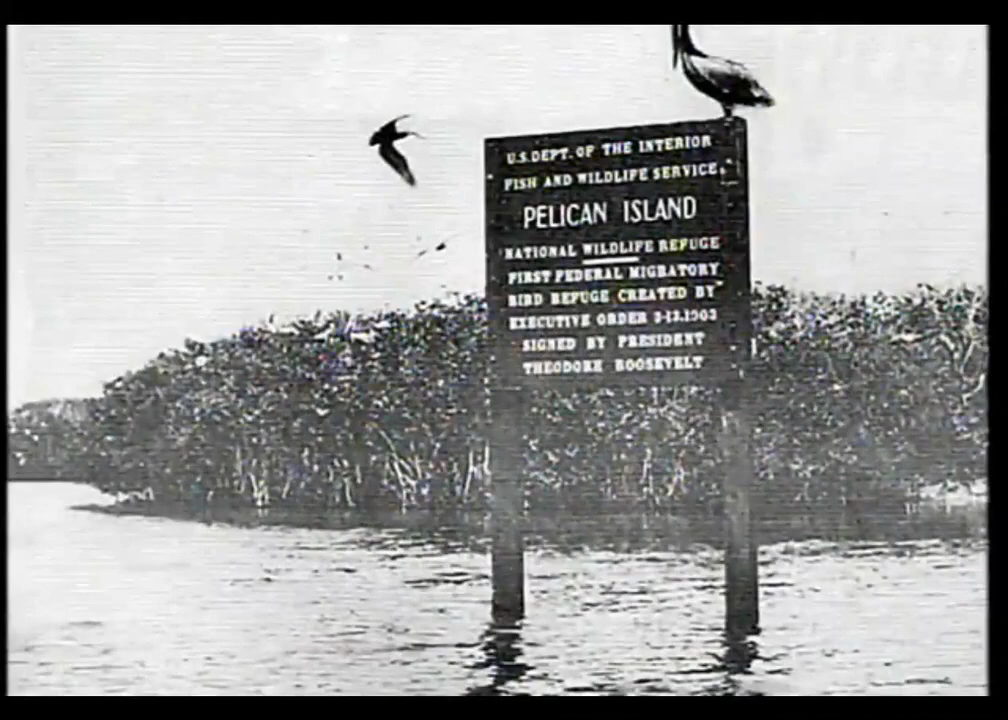 U.S. DEPT. OF THE INTERIOR
FISH AND WILDLIFE SERVICE
PELICAN ISLAND
NATIONAL WILDLIFE REFUGE
FIRST FEDERAL MIGRATORY
BIRD REFUGE CREATED BY
EXECUTIVE ORDER 3-13.1903
SIGNED BY PRESIDENT
THEODORE ROOSEVELT